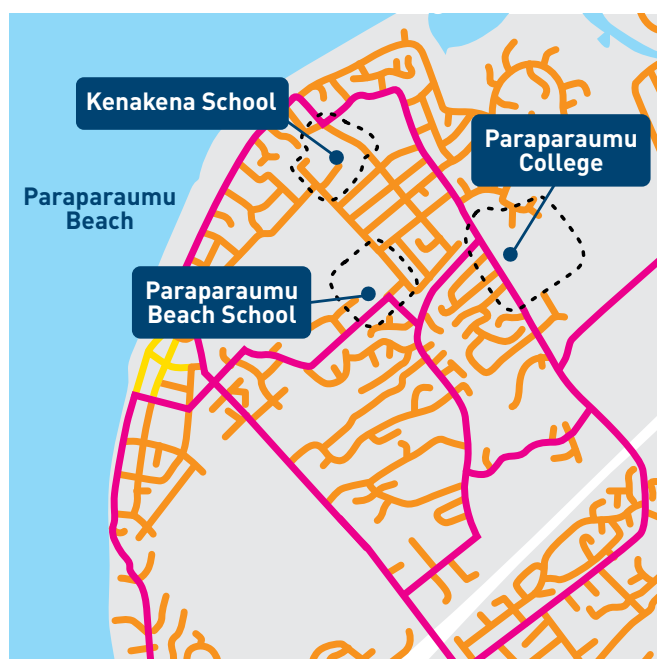 Kenakena School
Paraparaumu
College
Paraparaumu
Beach
Paraparaumu
Beach School